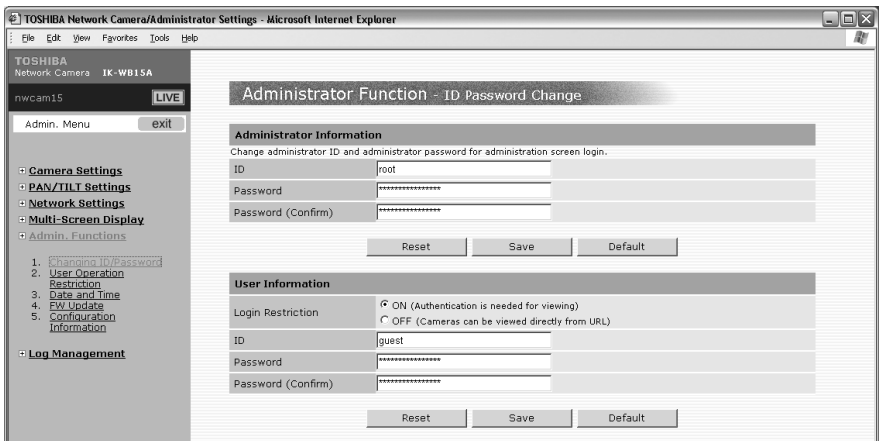 TOSHIBA Network Camera/Administrator Settings - Microsoft Internet Explorer
File Edit View Favorites Tools Help
TOSHIBA
Network Camera IK-WB15A
nwcam15 LIVE
Admin. Menu exit
Camera Settings
PAN/TILT Settings
Network Settings
Multi-Screen Display
Admin. Functions
1. Changing ID/Password
2. User Operation
Restriction
3. Date and Time
4. FW Update
5. Configuration
Information
Log Management
Administrator Function - ID Password Change
Administrator Information
Change administrator ID and administrator password for administration screen login.
ID root
Password ***************
Password (Confirm) ***************
Reset Save Default
User Information
Login Restriction
ON (Authentication is needed for viewing)
OFF (Cameras can be viewed directly from URL)
ID guest
Password ***************
Password (Confirm) ***************
Reset Save Default